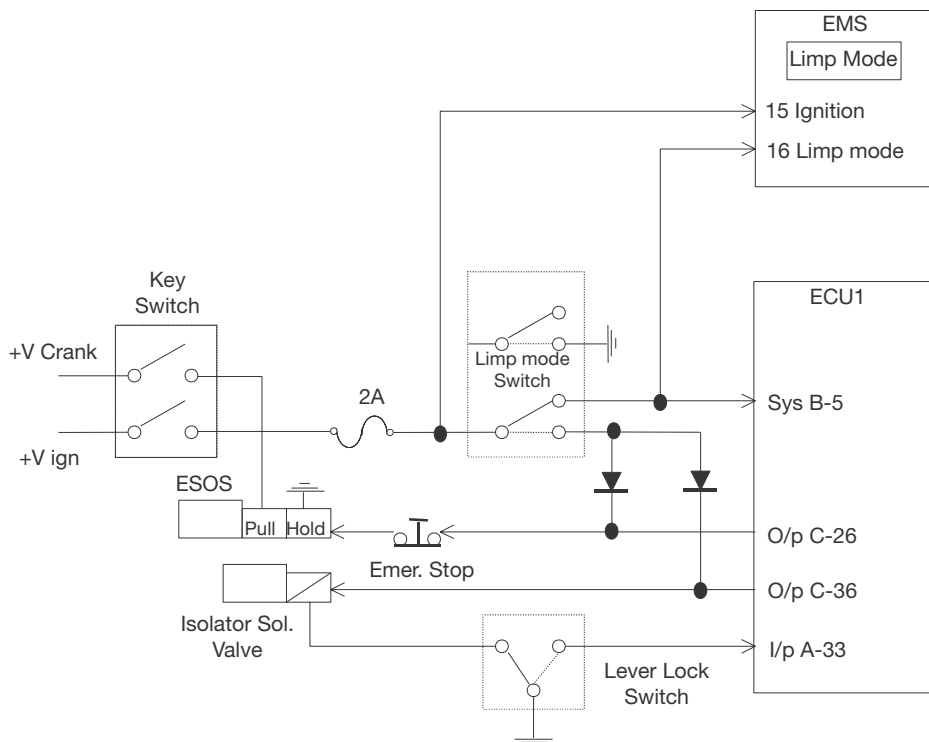 EMS
Limp Mode
15 Ignition
16 Limp mode
Key
Switch
+V Crank
+V ign
2A
Limp mode
Switch
ECU1
Sys B-5
ESOS
Pull
Hold
Emer. Stop
O/p C-26
O/p C-36
Isolator Sol.
Valve
Lever Lock
Switch
I/p A-33